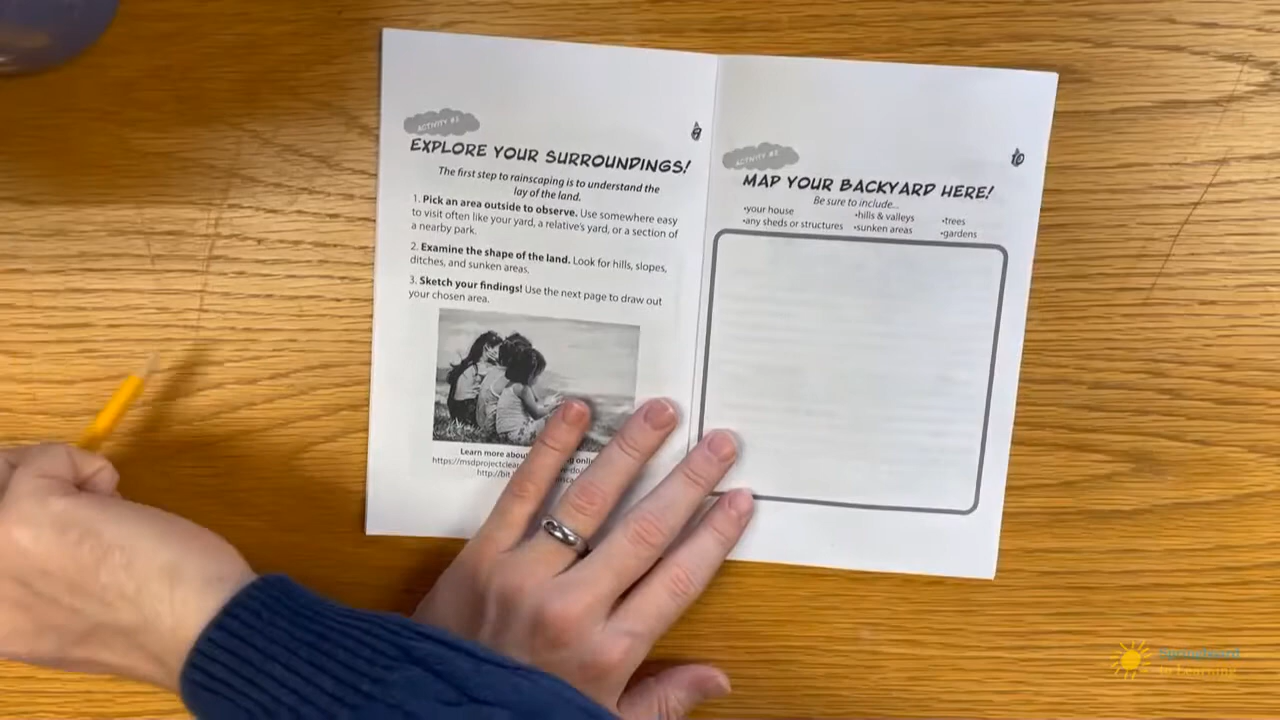 ACTIVITY #1
9
EXPLORE YOUR SURROUNDINGS!
The first step to rainscaping is to understand the
lay of the land.
1. Pick an area outside to observe. Use somewhere easy
to visit often like your yard, a relative's yard, or a section of
a nearby park.
2. Examine the shape of the land. Look for hills, slopes,
ditches, and sunken areas.
3. Sketch your findings! Use the next page to draw out
your chosen area.
Learn more
https://msdprojectclea
http://bit.
ACTIVITY #2
10
MAP YOUR BACKYARD HERE!
Be sure to include...
•your house
•any sheds or structures
•hills & valleys
•sunken areas
•trees
•gardens
Springboard
to Learning